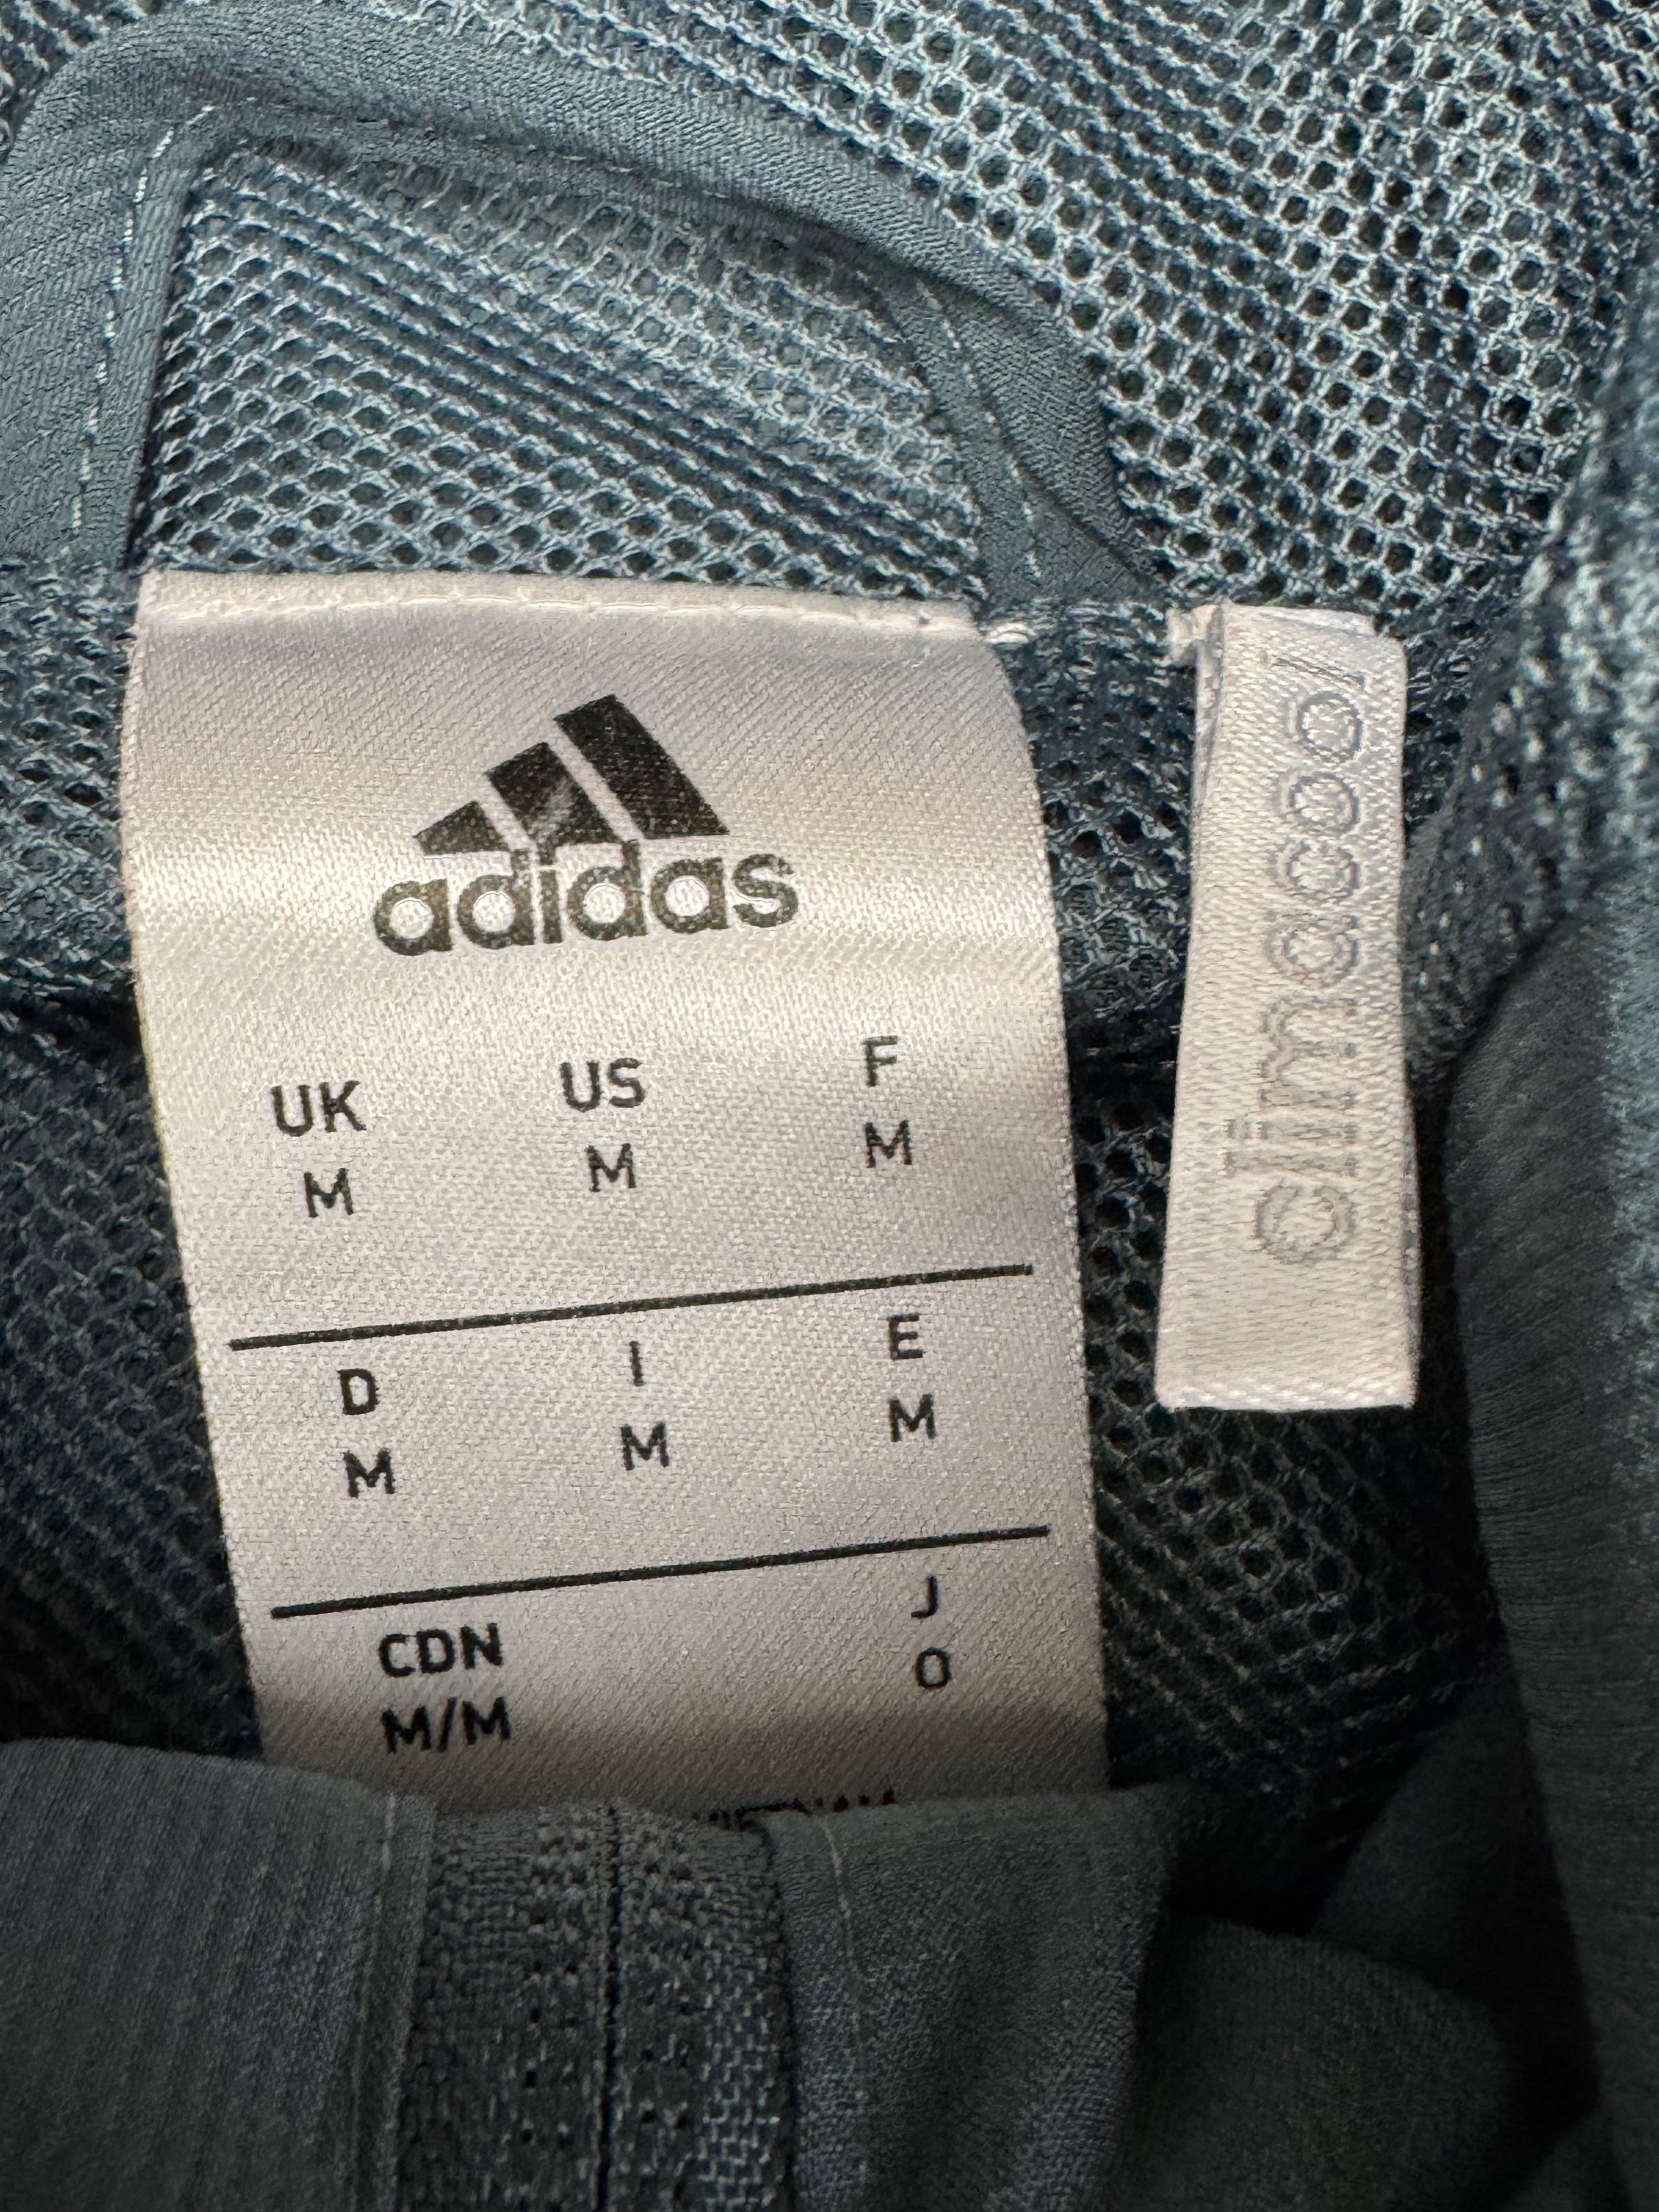 adidas
UK US F
M M M
D I E
M M M
CDN J
M/M O
climacool